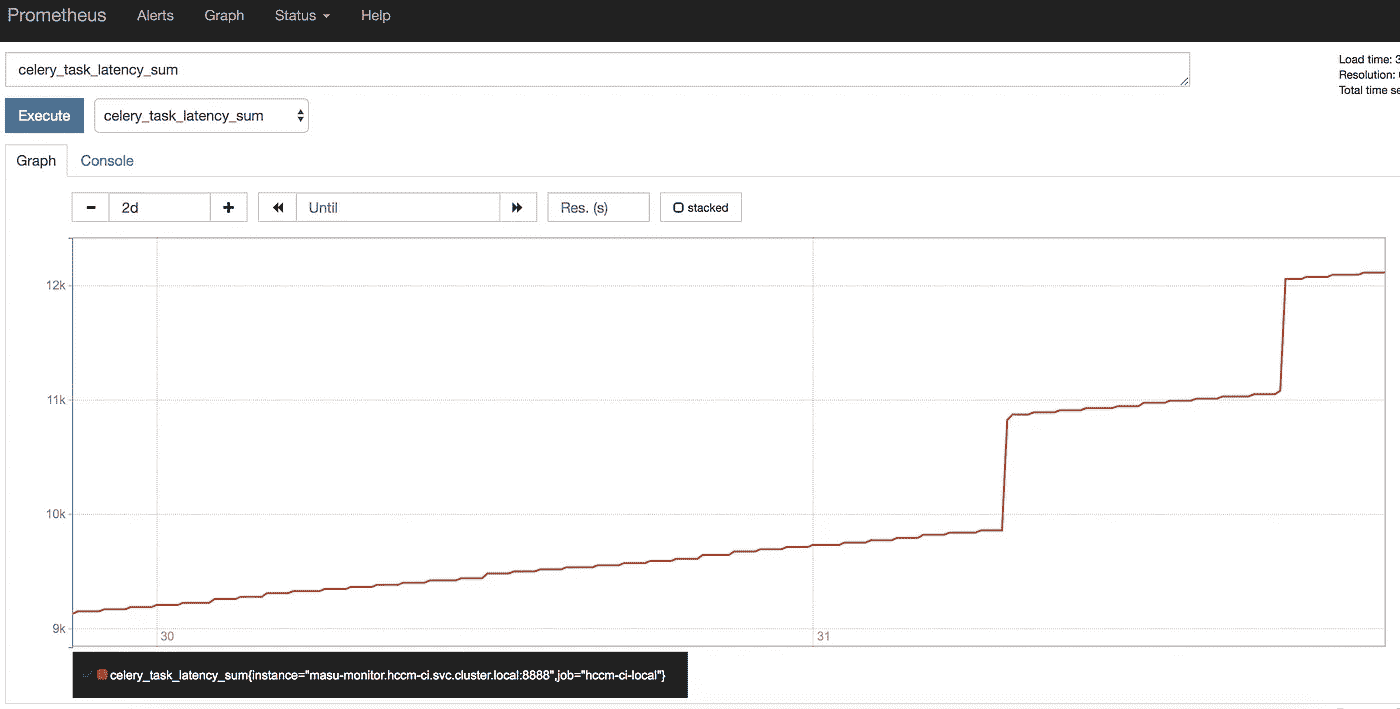 Prometheus Alerts Graph Status Help
celery_task_latency_sum
Load time: 3
Resolution:
Total time se
Execute celery_task_latency_sum
Graph Console
− 2d + Until Res. (s) stacked
12k
11k
10k
9k
30 31
celery_task_latency_sum{instance="masu-monitor.hccm-ci.svc.cluster.local:8888",job="hccm-ci-local"}